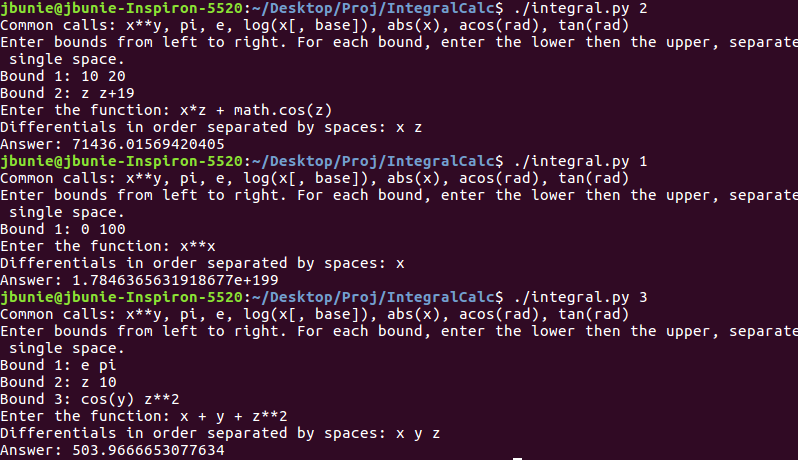 jbunie@jbunie-Inspiron-5520:~/Desktop/Proj/IntegralCalc$ ./integral.py 2
Common calls: x**y, pi, e, log(x[, base]), abs(x), acos(rad), tan(rad)
Enter bounds from left to right. For each bound, enter the lower then the upper, separate
 single space.
Bound 1: 10 20
Bound 2: z z+19
Enter the function: x*z + math.cos(z)
Differentials in order separated by spaces: x z
Answer: 71436.01569420405
jbunie@jbunie-Inspiron-5520:~/Desktop/Proj/IntegralCalc$ ./integral.py 1
Common calls: x**y, pi, e, log(x[, base]), abs(x), acos(rad), tan(rad)
Enter bounds from left to right. For each bound, enter the lower then the upper, separate
 single space.
Bound 1: 0 100
Enter the function: x**x
Differentials in order separated by spaces: x
Answer: 1.7846365631918677e+199
jbunie@jbunie-Inspiron-5520:~/Desktop/Proj/IntegralCalc$ ./integral.py 3
Common calls: x**y, pi, e, log(x[, base]), abs(x), acos(rad), tan(rad)
Enter bounds from left to right. For each bound, enter the lower then the upper, separate
 single space.
Bound 1: e pi
Bound 2: z 10
Bound 3: cos(y) z**2
Enter the function: x + y + z**2
Differentials in order separated by spaces: x y z
Answer: 503.9666653077634